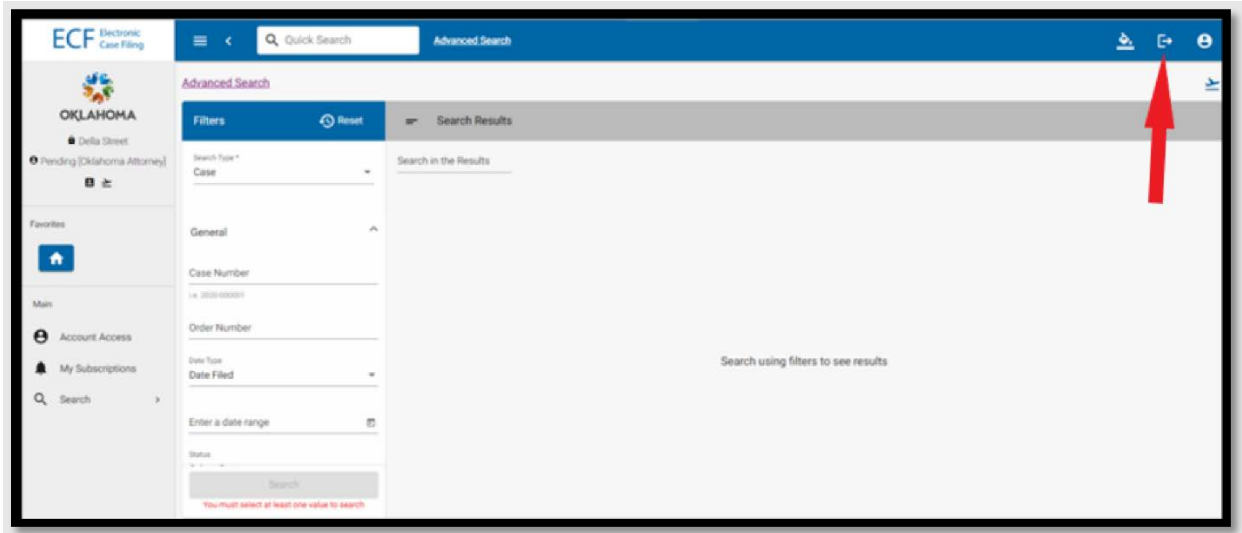 ECF Electronic
Case Filing
Quick Search
Advanced Search
OKLAHOMA
Della Street
Pending [Oklahoma Attorney]
Favorites
Main
Account Access
My Subscriptions
Search
Advanced Search
Filters
Reset
Search Type *
Case
General
Case Number
i.e. 2020-000001
Order Number
Date Type
Date Filed
Enter a date range
Status
Search
You must select at least one value to search
Search Results
Search in the Results
Search using filters to see results